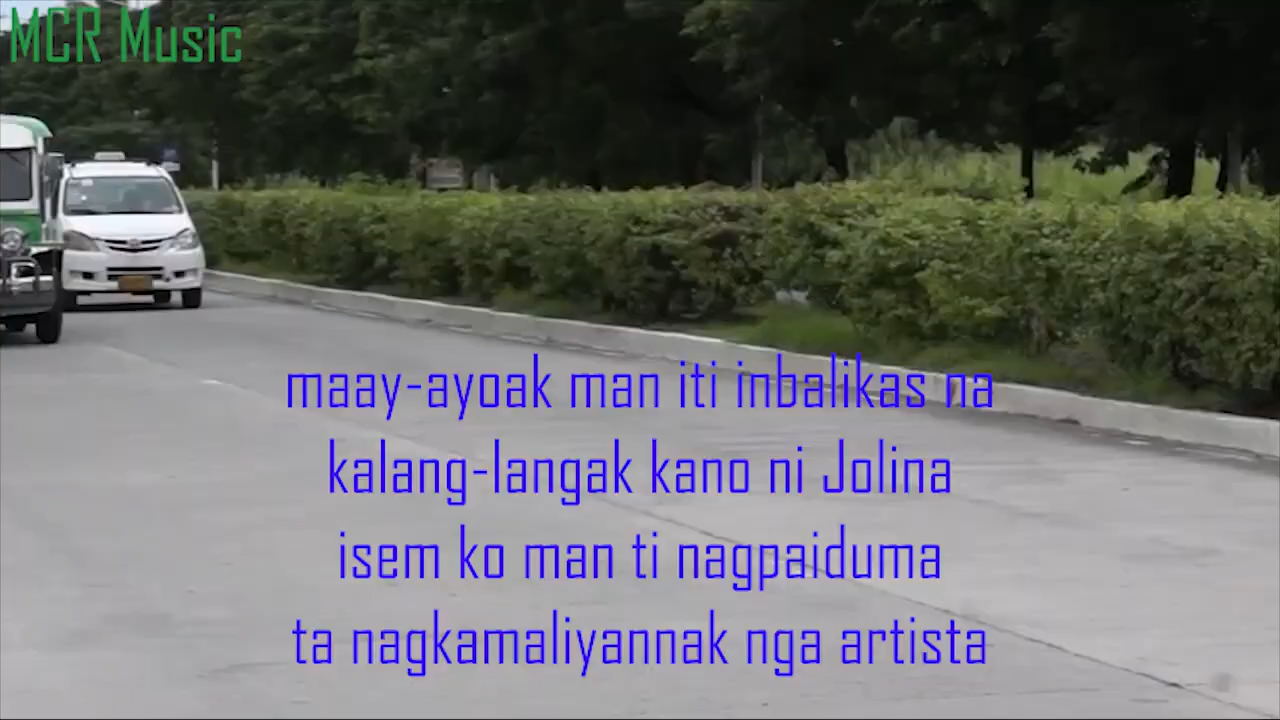 MCR Music
maay-ayoak man iti inbalikas na
kalang-langak kano ni Jolina
isem ko man ti nagpaiduma
ta nagkamaliyannak nga artista